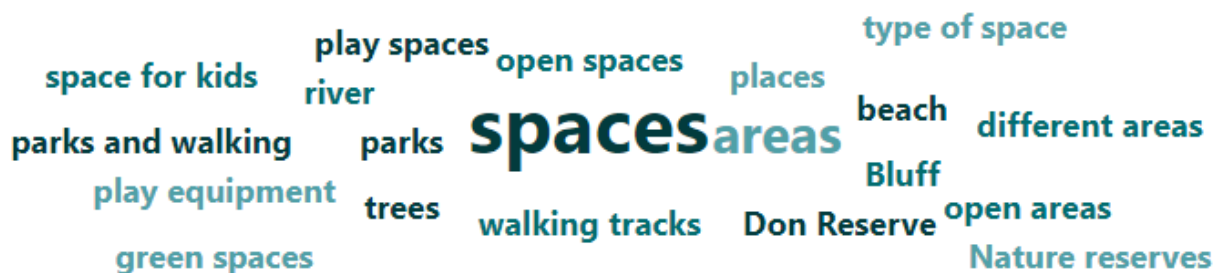 type of space
play spaces
open spaces
space for kids
places
river
beach
spaces
areas
different areas
parks and walking
parks
Bluff
play equipment
trees
open areas
walking tracks
Don Reserve
green spaces
Nature reserves